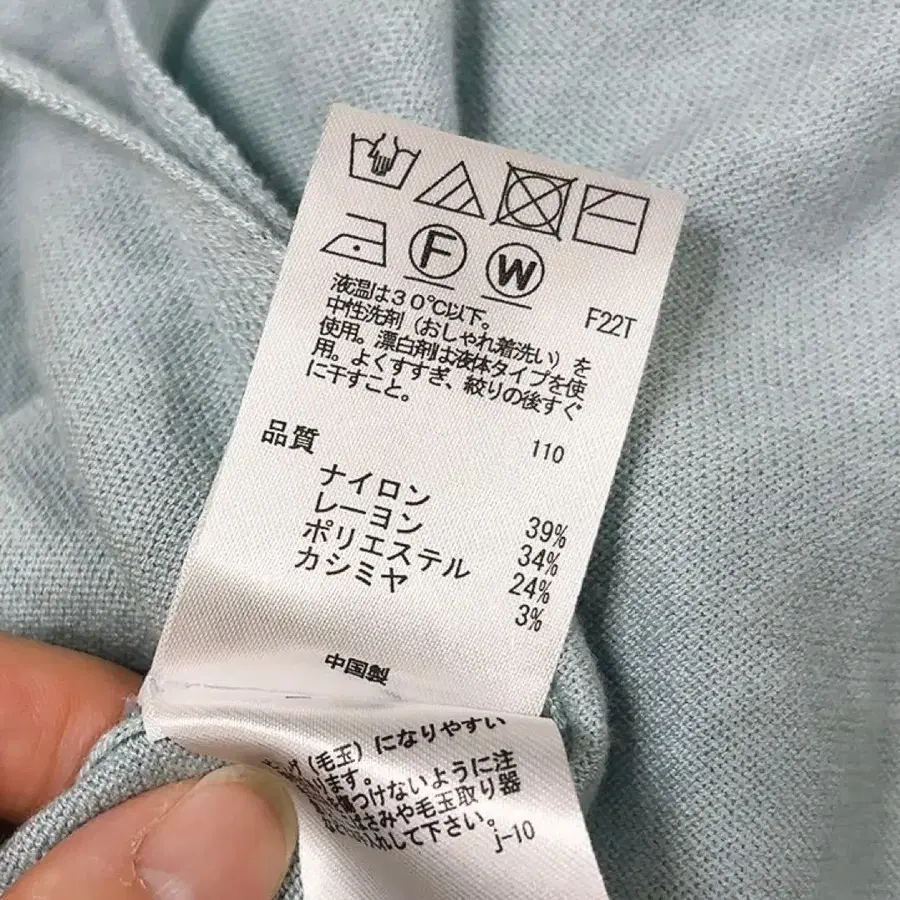 F W
F22T
液温は30℃以下。
中性洗剤（おしゃれ着洗い）を
使用。漂白剤は液体タイプを使
用。よくすすぎ、絞りの後すぐ
に干すこと。
品質 110
ナイロン 39%
レーヨン 34%
ポリエステル 24%
カシミヤ 3%
中国製
（毛玉）になりやすい
ます。
つけないように注
さみや毛玉取り器
入れして下さい。
j-10